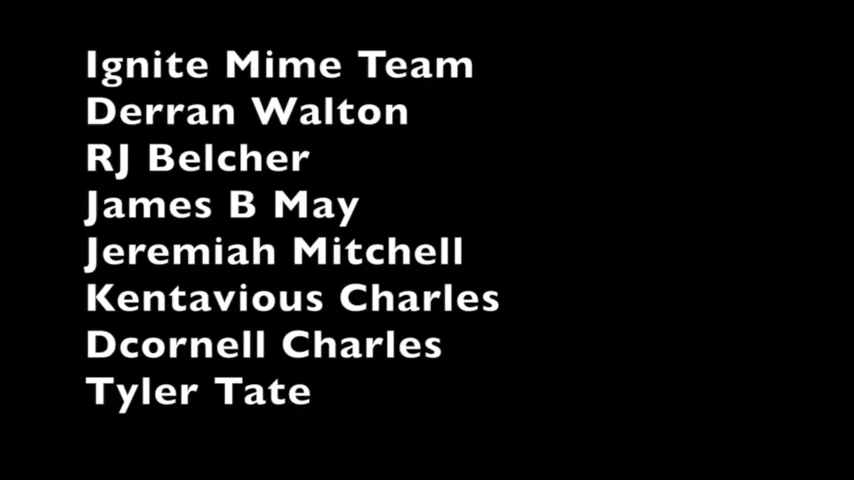 Ignite Mime Team
Derran Walton
RJ Belcher
James B May
Jeremiah Mitchell
Kentavious Charles
Dcornell Charles
Tyler Tate